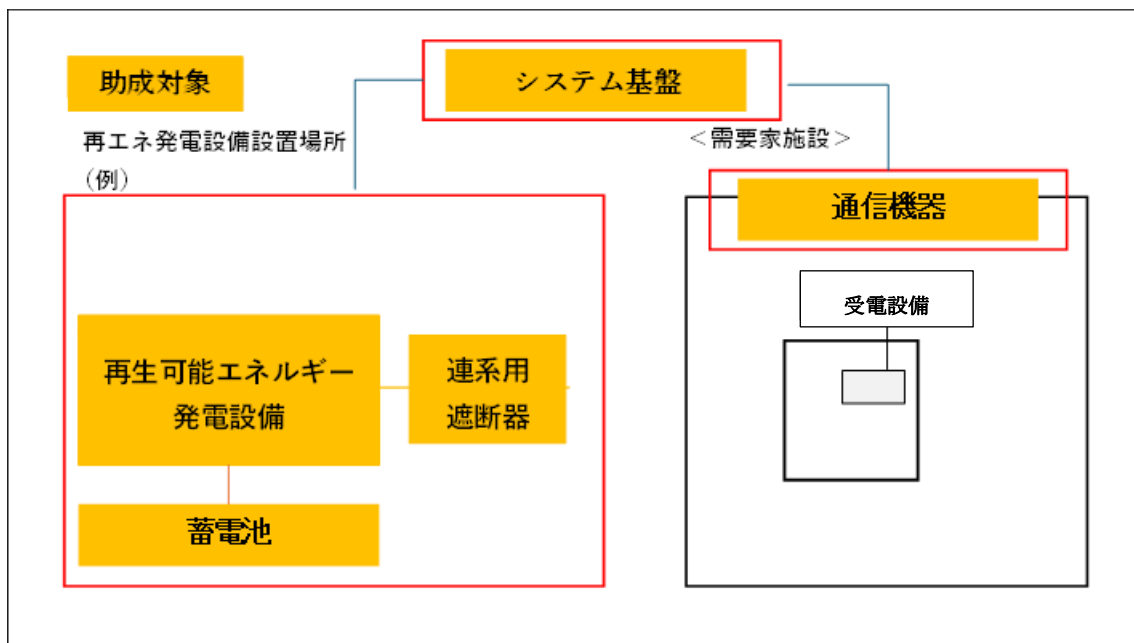 助成対象
システム基盤
再エネ発電設備設置場所
(例)
＜需要家施設＞
通信機器
受電設備
再生可能エネルギー
発電設備
連系用
遮断器
蓄電池